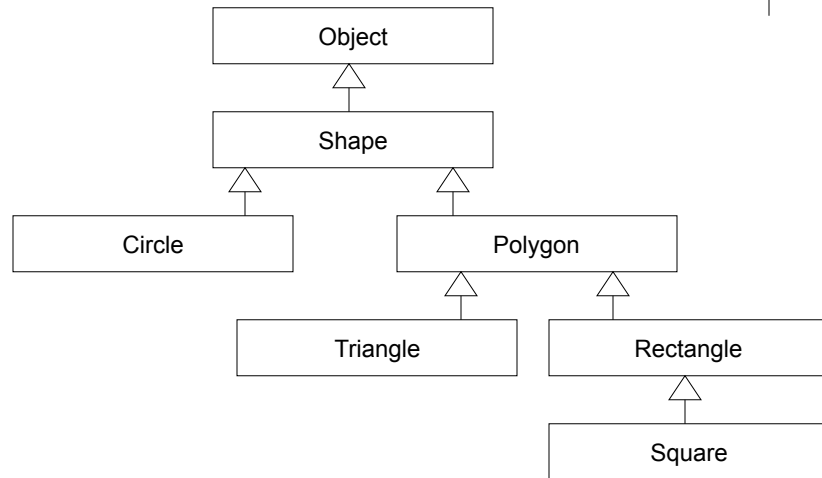 Object
Shape
Circle
Polygon
Triangle
Rectangle
Square